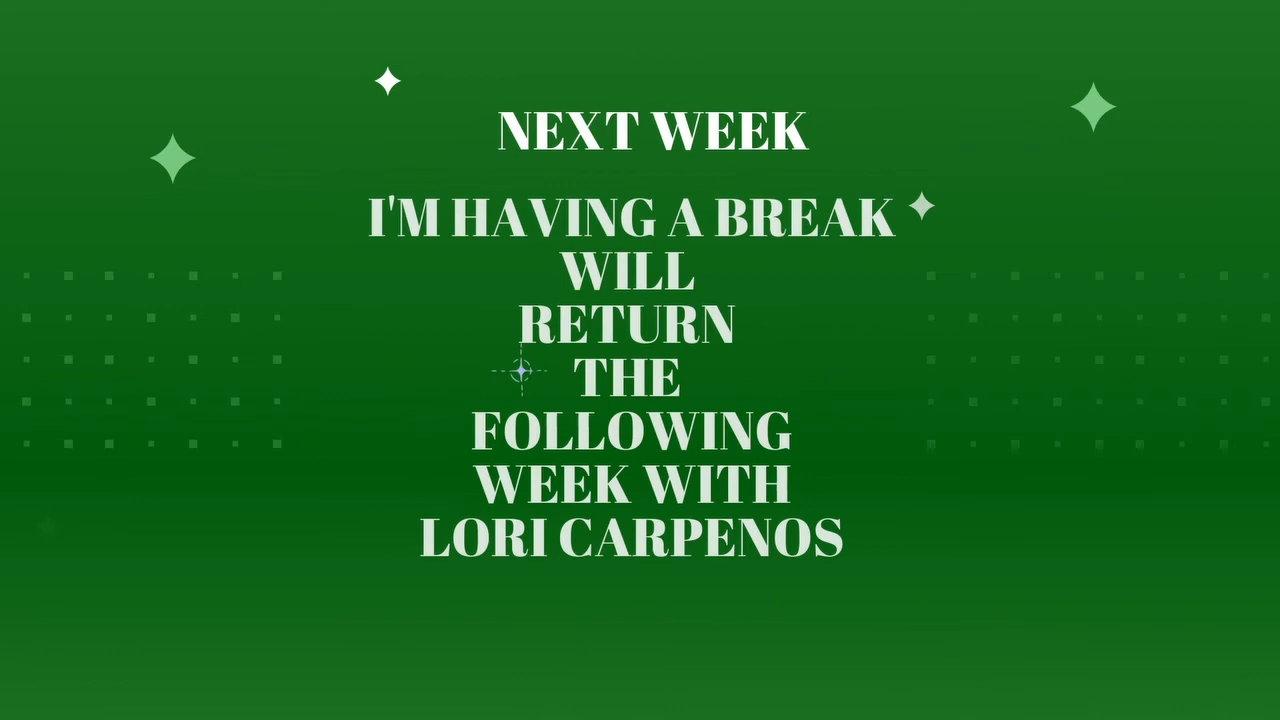 NEXT WEEK
I'M HAVING A BREAK
WILL
RETURN
THE
FOLLOWING
WEEK WITH
LORI CARPENOS